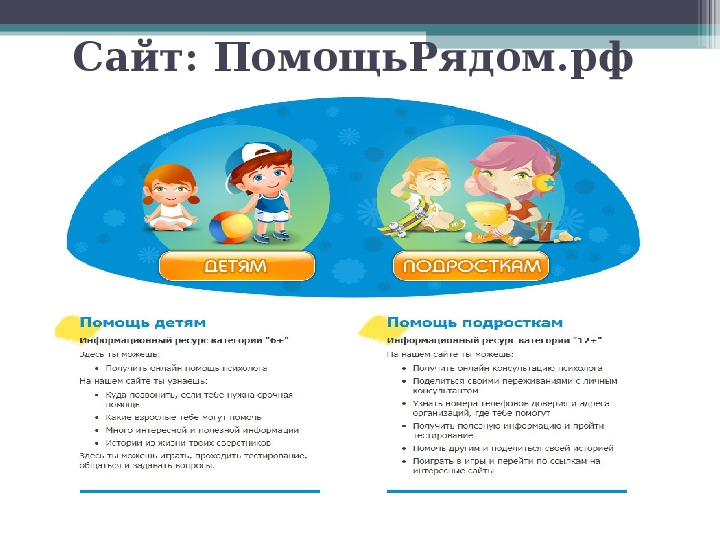 Сайт: ПомощьРядом.рф
ДЕТЯМ
ПОДРОСТКАМ
Помощь детям
Информационный ресурс категории "6+"
Здесь ты можешь:
• Получить онлайн помощь психолога
На нашем сайте ты узнаешь:
• Куда позвонить, если тебе нужна срочная
помощь
• Какие взрослые тебе могут помочь
• Много интересной и полезной информации
• Истории из жизни твоих сверстников
Здесь ты можешь играть, проходить тестирование,
общаться и задавать вопросы.
Помощь подросткам
Информационный ресурс категории "12+"
На нашем сайте ты можешь:
• Получить онлайн консультацию психолога
• Поделиться своими переживаниями с личным
консультантом
• Узнать номера телефонов доверия и адреса
организаций, где тебе помогут
• Получить полезную информацию и пройти
тестирование
• Помочь другим и поделиться своей историей
• Поиграть в игры и перейти по ссылкам на
интересные сайты